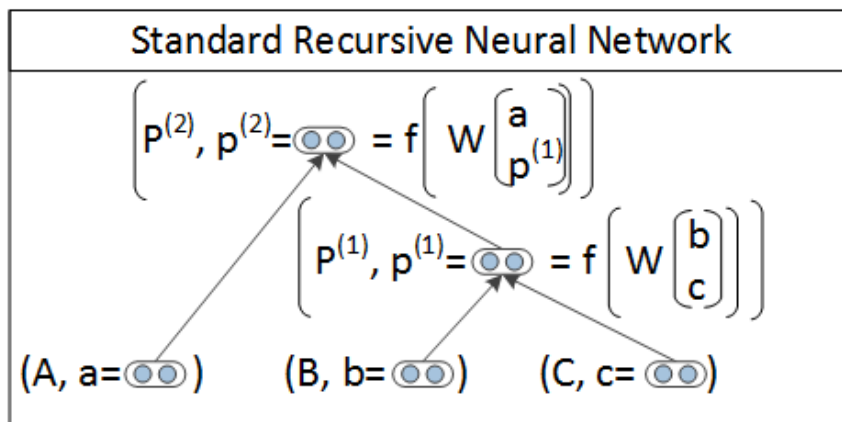 Standard Recursive Neural Network
(P⁽²⁾, p⁽²⁾= = f(W[a p⁽¹⁾]))
(P⁽¹⁾, p⁽¹⁾= = f(W[b c]))
(A, a= ) (B, b= ) (C, c= )